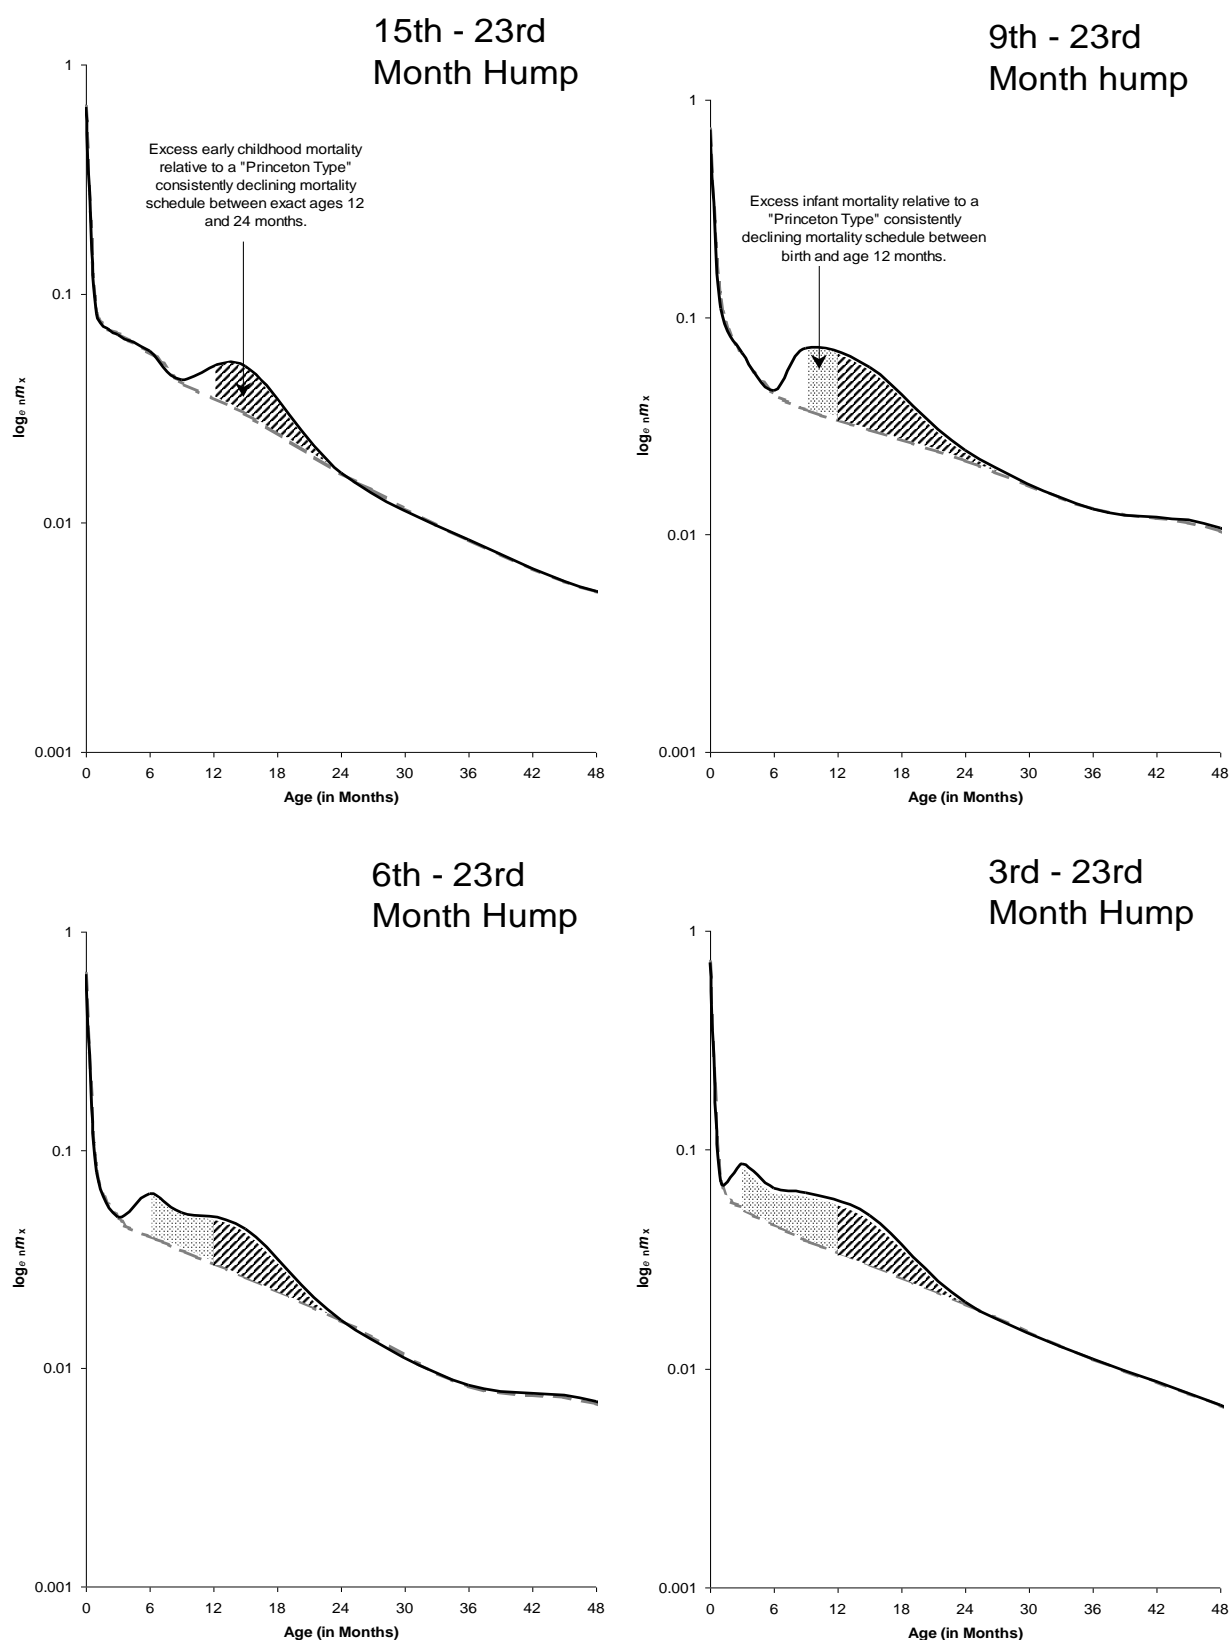 15th - 23rd
Month Hump
1
Excess early childhood mortality
relative to a "Princeton Type"
consistently declining mortality
schedule between exact ages 12
and 24 months.
0.1
log e n m x
0.01
0.001
0 6 12 18 24 30 36 42 48
Age (in Months)
9th - 23rd
Month hump
1
Excess infant mortality relative to a
"Princeton Type" consistently
declining mortality schedule between
birth and age 12 months.
0.1
log e n m x
0.01
0.001
0 6 12 18 24 30 36 42 48
Age (in Months)
6th - 23rd
Month Hump
1
0.1
log e n m x
0.01
0.001
0 6 12 18 24 30 36 42 48
Age (in Months)
3rd - 23rd
Month Hump
1
0.1
log e n m x
0.01
0.001
0 6 12 18 24 30 36 42 48
Age (in Months)